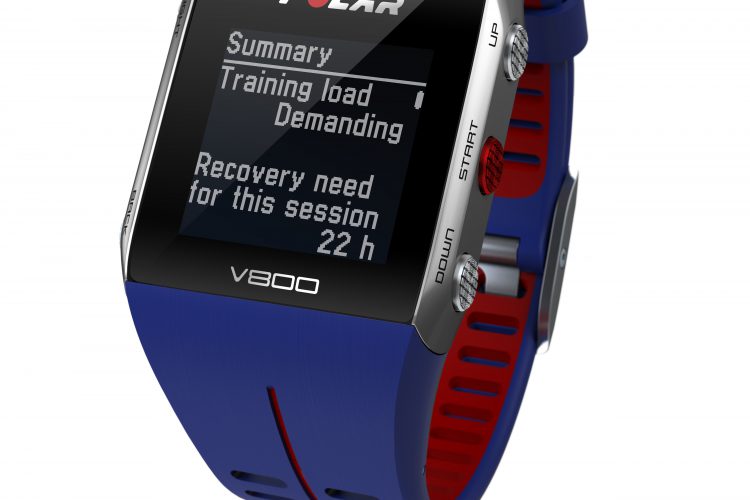 POLAR
UP
Summary
Training load
Demanding
START
Recovery need
for this session
22 h
DOWN
V800